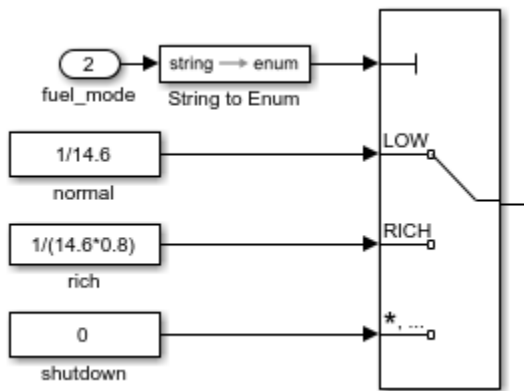 2
fuel_mode
string → enum
String to Enum
1/14.6
normal
LOW
1/(14.6*0.8)
rich
RICH
0
shutdown
*, ...